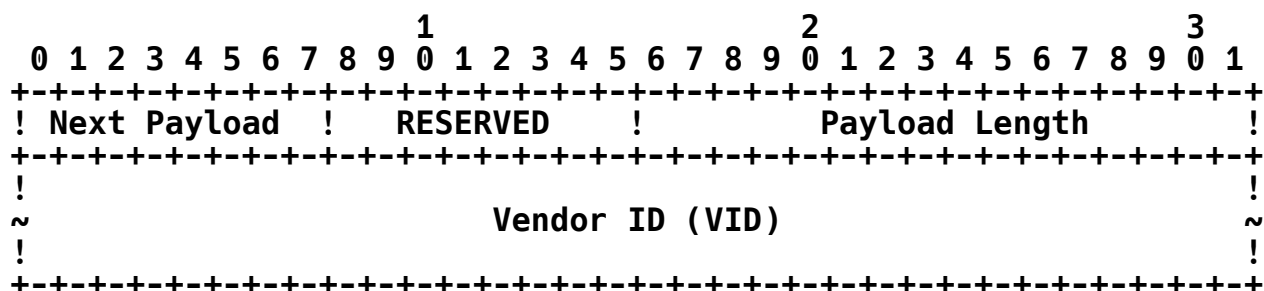 1                   2                   3
 0 1 2 3 4 5 6 7 8 9 0 1 2 3 4 5 6 7 8 9 0 1 2 3 4 5 6 7 8 9 0 1
+-+-+-+-+-+-+-+-+-+-+-+-+-+-+-+-+-+-+-+-+-+-+-+-+-+-+-+-+-+-+-+-+
! Next Payload  !   RESERVED    !         Payload Length        !
+-+-+-+-+-+-+-+-+-+-+-+-+-+-+-+-+-+-+-+-+-+-+-+-+-+-+-+-+-+-+-+-+
!                                                               !
~                        Vendor ID (VID)                        ~
!                                                               !
+-+-+-+-+-+-+-+-+-+-+-+-+-+-+-+-+-+-+-+-+-+-+-+-+-+-+-+-+-+-+-+-+